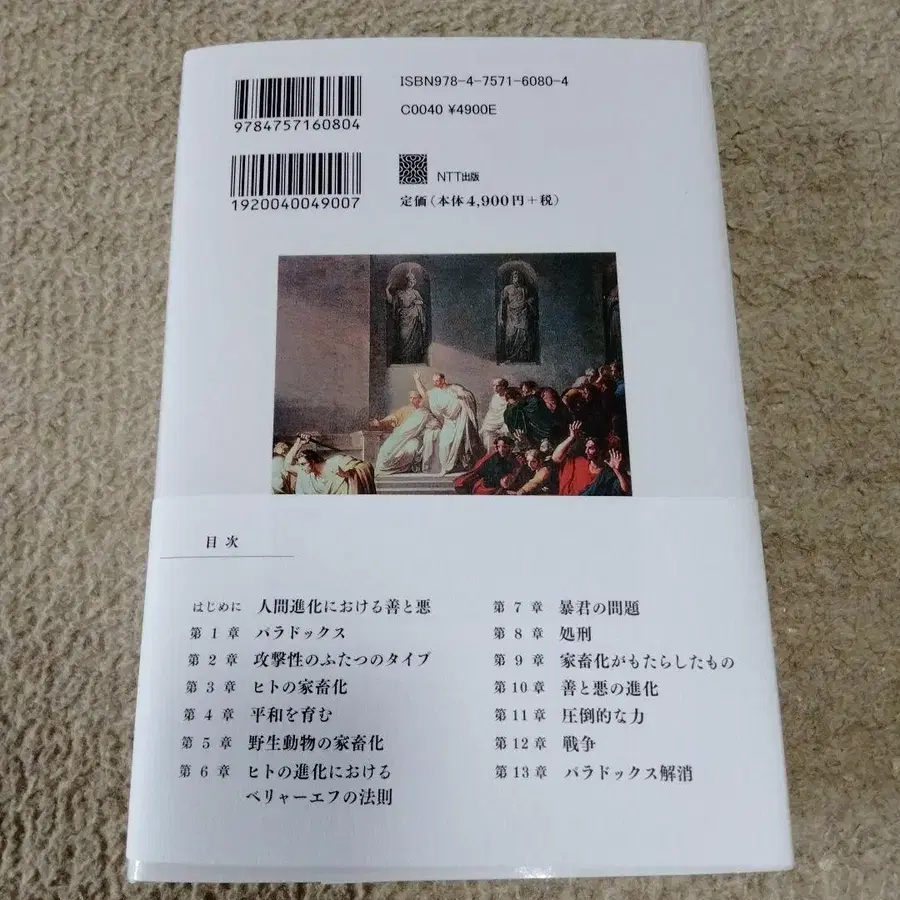 ISBN978-4-7571-6080-4
C0040 ¥4900E
9784757160804
1920040049007
NTT出版
定価(本体4,900円+税)
目次
はじめに 人間進化における善と悪
第1章 パラドックス
第2章 攻撃性のふたつのタイプ
第3章 ヒトの家畜化
第4章 平和を育む
第5章 野生動物の家畜化
第6章 ヒトの進化における
ベリャーエフの法則
第7章 暴君の問題
第8章 処刑
第9章 家畜化がもたらしたもの
第10章 善と悪の進化
第11章 圧倒的な力
第12章 戦争
第13章 パラドックス解消